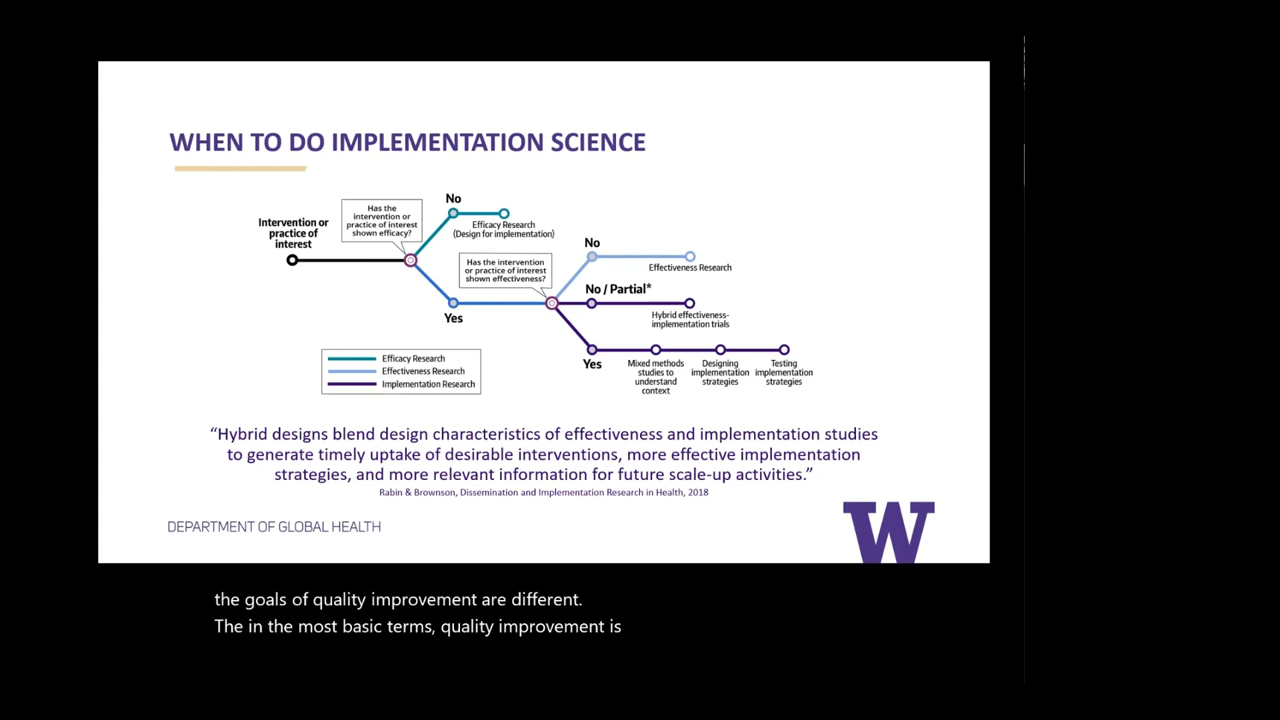 WHEN TO DO IMPLEMENTATION SCIENCE
Intervention or
practice of
interest
Has the
intervention or
practice of interest
shown efficacy?
No
Efficacy Research
(Design for implementation)
Yes
Has the intervention
or practice of interest
shown effectiveness?
No
Effectiveness Research
No / Partial*
Hybrid effectiveness-
implementation trials
Yes
Mixed methods
studies to
understand
context
Designing
implementation
strategies
Testing
implementation
strategies
Efficacy Research
Effectiveness Research
Implementation Research
“Hybrid designs blend design characteristics of effectiveness and implementation studies
to generate timely uptake of desirable interventions, more effective implementation
strategies, and more relevant information for future scale-up activities.”
Rabin & Brownson, Dissemination and Implementation Research in Health, 2018
DEPARTMENT OF GLOBAL HEALTH
W
the goals of quality improvement are different.
The in the most basic terms, quality improvement is